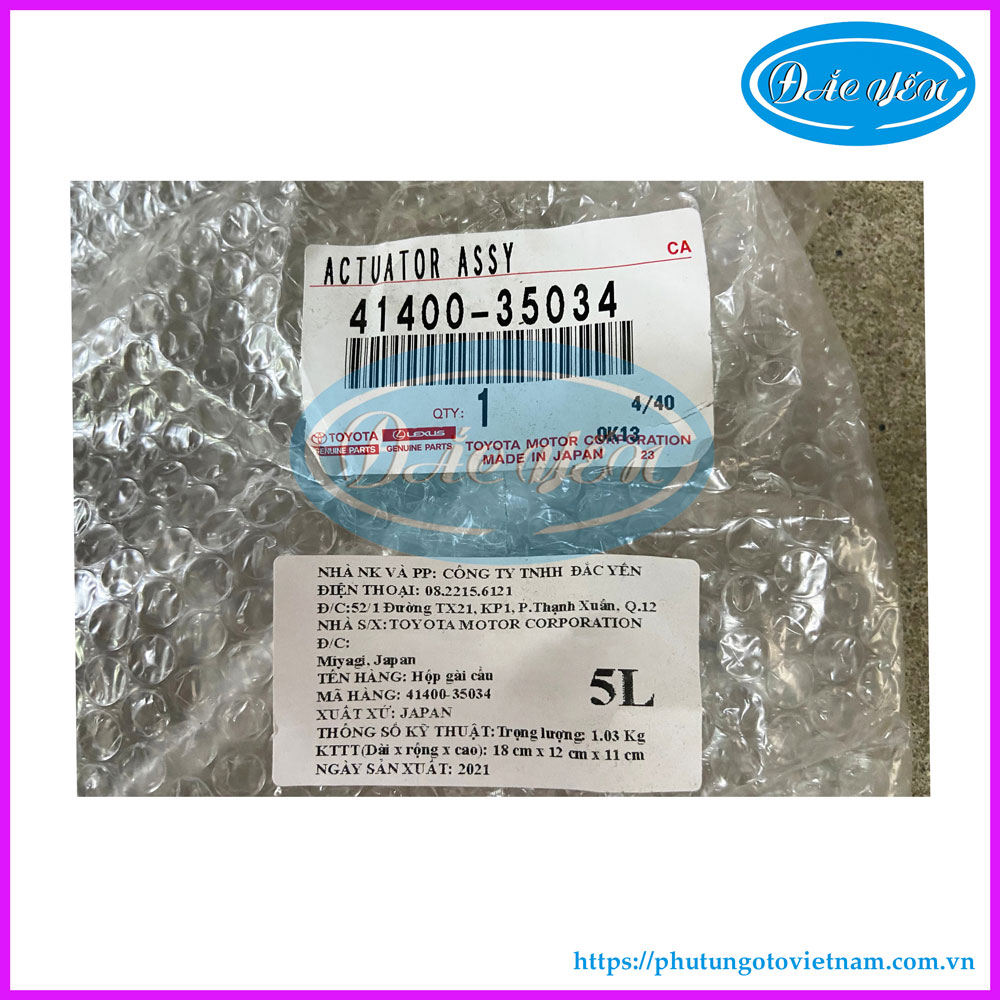 ĐẮC YẾN
ACTUATOR ASSY
CA
41400-35034
QTY: 1
4/40
0K13
TOYOTA
GENUINE PARTS
LEXUS
GENUINE PARTS
TOYOTA MOTOR CORPORATION
MADE IN JAPAN
23
ĐẮC YẾN
NHÀ NK VÀ PP: CÔNG TY TNHH ĐẮC YẾN
ĐIỆN THOẠI: 08.2215.6121
Đ/C:52/1 Đường TX21, KP1, P.Thạnh Xuân, Q.12
NHÀ S/X: TOYOTA MOTOR CORPORATION
Đ/C:
Miyagi, Japan
TÊN HÀNG: Hộp gài cầu
MÃ HÀNG: 41400-35034
5L
XUẤT XỨ: JAPAN
THÔNG SỐ KỸ THUẬT: Trọng lượng: 1.03 Kg
KTTT(Dài x rộng x cao): 18 cm x 12 cm x 11 cm
NGÀY SẢN XUẤT: 2021
https://phutungotovietnam.com.vn